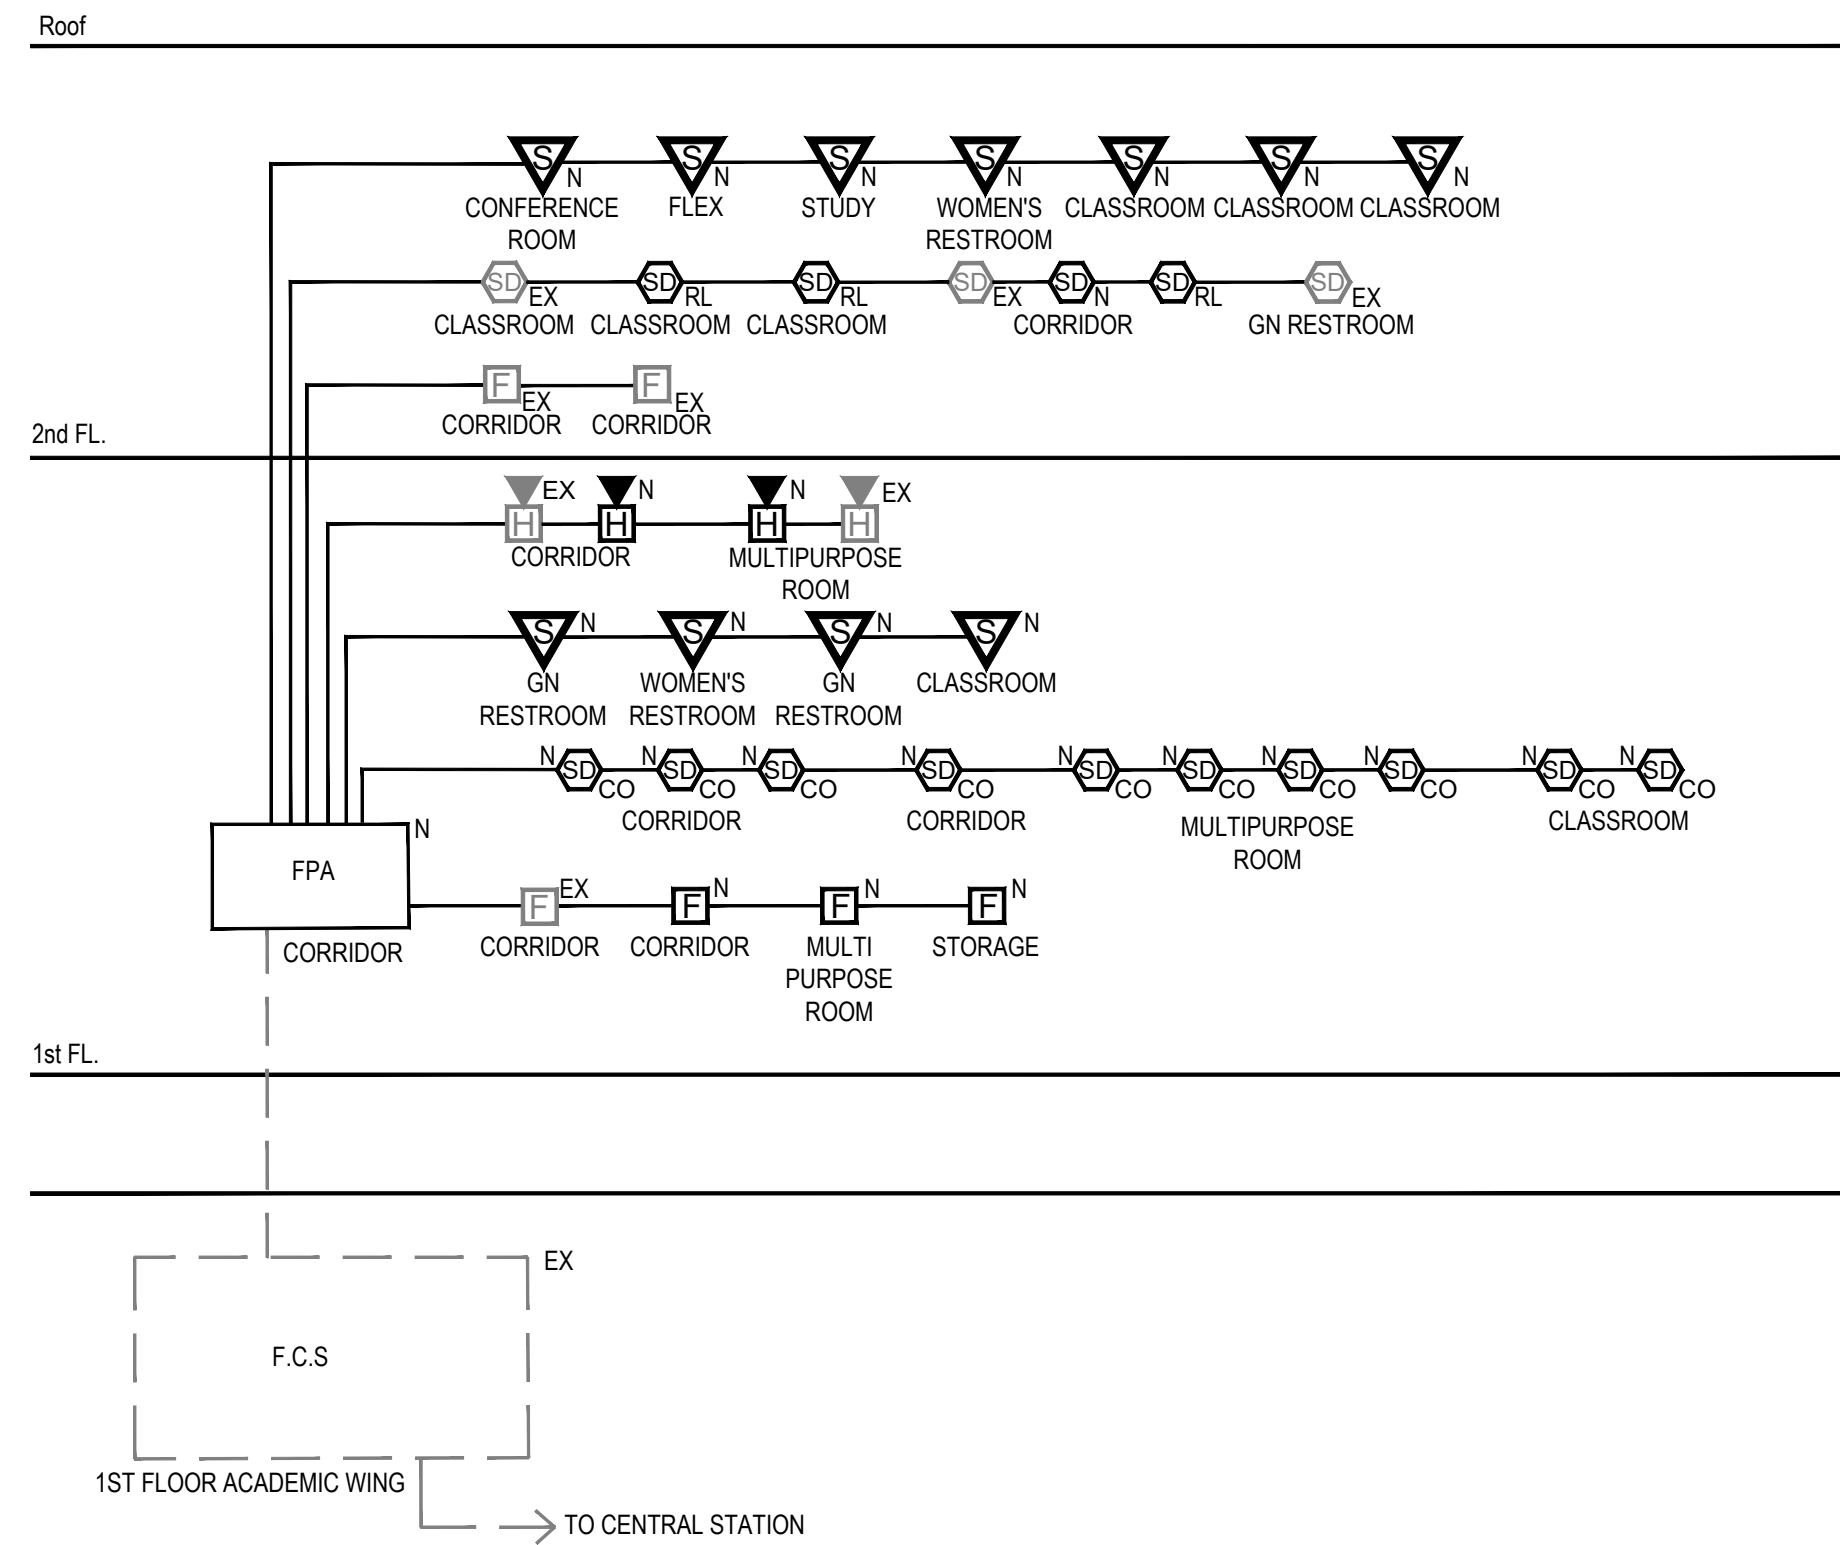 Roof
S S S S S S S
N N N N N N N
CONFERENCE FLEX STUDY WOMEN'S CLASSROOM CLASSROOM CLASSROOM
ROOM RESTROOM
SD SD SD SD SD SD SD
EX RL RL EX N RL EX
CLASSROOM CLASSROOM CLASSROOM CORRIDOR GN RESTROOM
F F
EX EX
CORRIDOR CORRIDOR
2nd FL.
EX N N EX
H H H H
CORRIDOR MULTIPURPOSE
ROOM
S N S N S N S N
GN WOMEN'S GN CLASSROOM
RESTROOM RESTROOM RESTROOM
N N N N N N N N N N
SD SD SD SD SD SD SD SD SD SD
CO CO CO CO CO CO CO CO CO CO
CORRIDOR CORRIDOR MULTIPURPOSE CLASSROOM
ROOM
N
FPA
EX N N N
F F F F
CORRIDOR CORRIDOR CORRIDOR MULTI STORAGE
PURPOSE
ROOM
1st FL.
EX
F.C.S
1ST FLOOR ACADEMIC WING
TO CENTRAL STATION